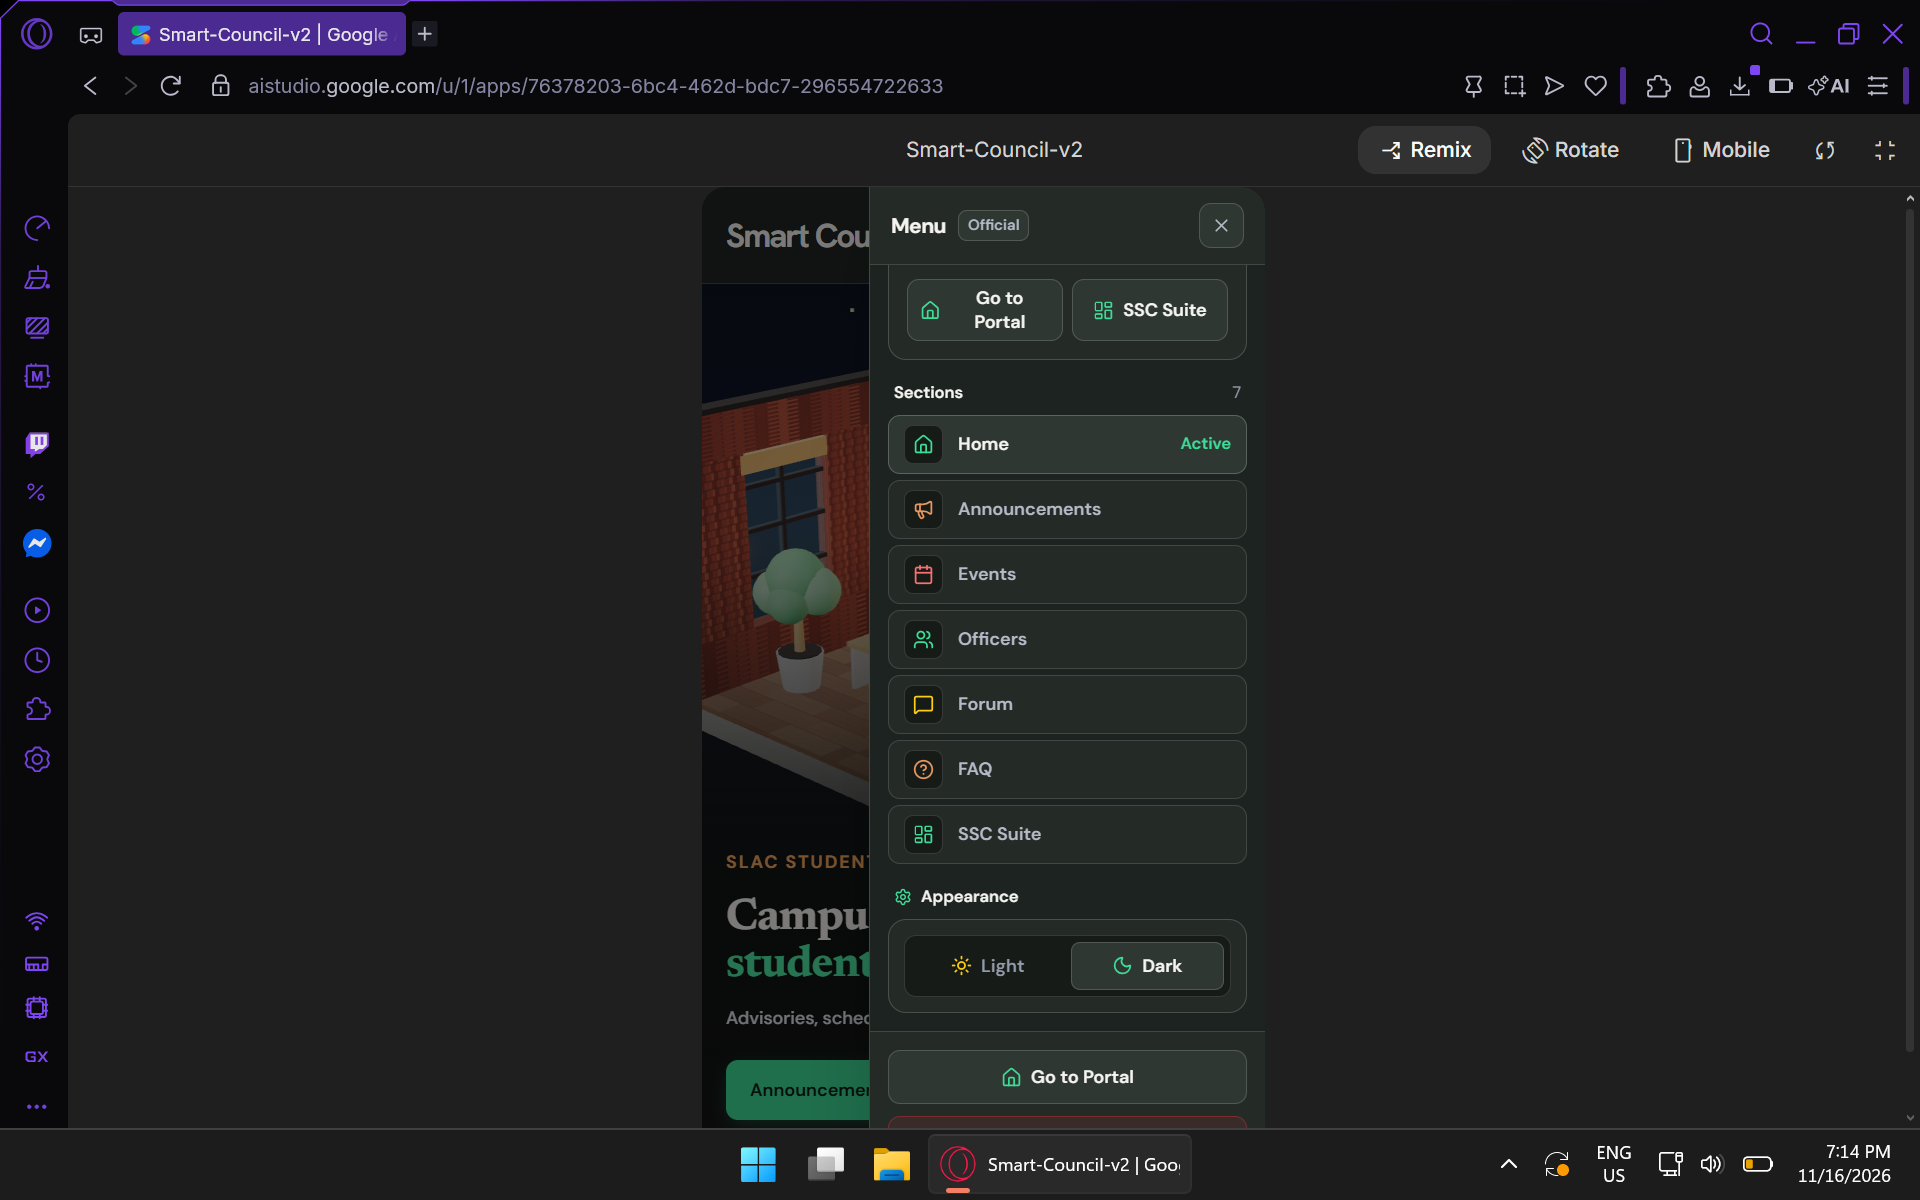 Smart-Council-v2 | Google
aistudio.google.com/u/1/apps/76378203-6bc4-462d-bdc7-296554722633
AI
Smart-Council-v2
Remix
Rotate
Mobile
M
GX
Smart Cou
SLAC STUDENT
Campu
student
Advisories, sched
Announcemen
Menu
Official
Go to
Portal
SSC Suite
Sections
7
Home
Active
Announcements
Events
Officers
Forum
FAQ
SSC Suite
Appearance
Light
Dark
Go to Portal
Smart-Council-v2 | Goo
ENG
US
7:14 PM
11/16/2026